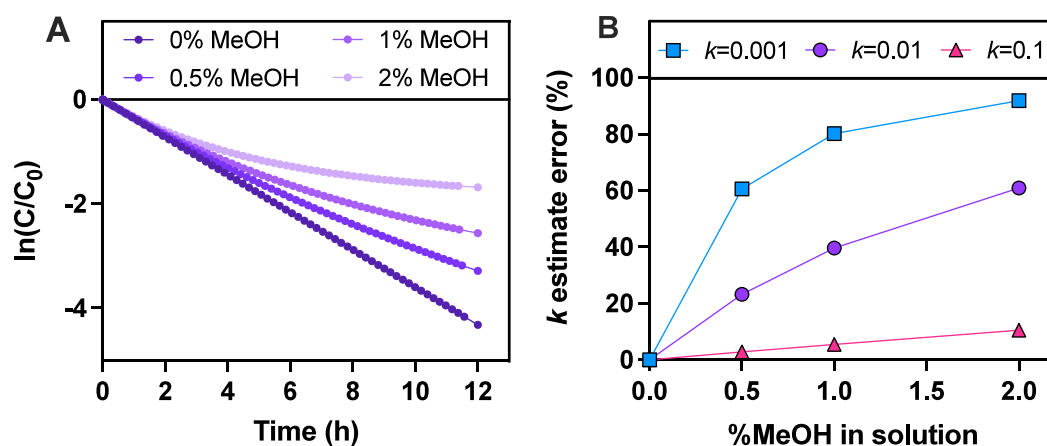 A
0% MeOH
1% MeOH
0.5% MeOH
2% MeOH
0
-2
-4
ln(C/C0)
0 2 4 6 8 10 12
Time (h)
B
k=0.001
k=0.01
k=0.1
100
80
60
40
20
0
k estimate error (%)
0.0 0.5 1.0 1.5 2.0
%MeOH in solution